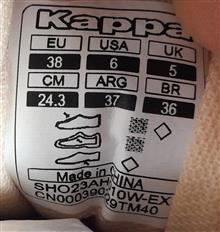 Kappa
EU USA UK
38 6 5
CM ARG BR
24.3 37 36
Made in CHINA